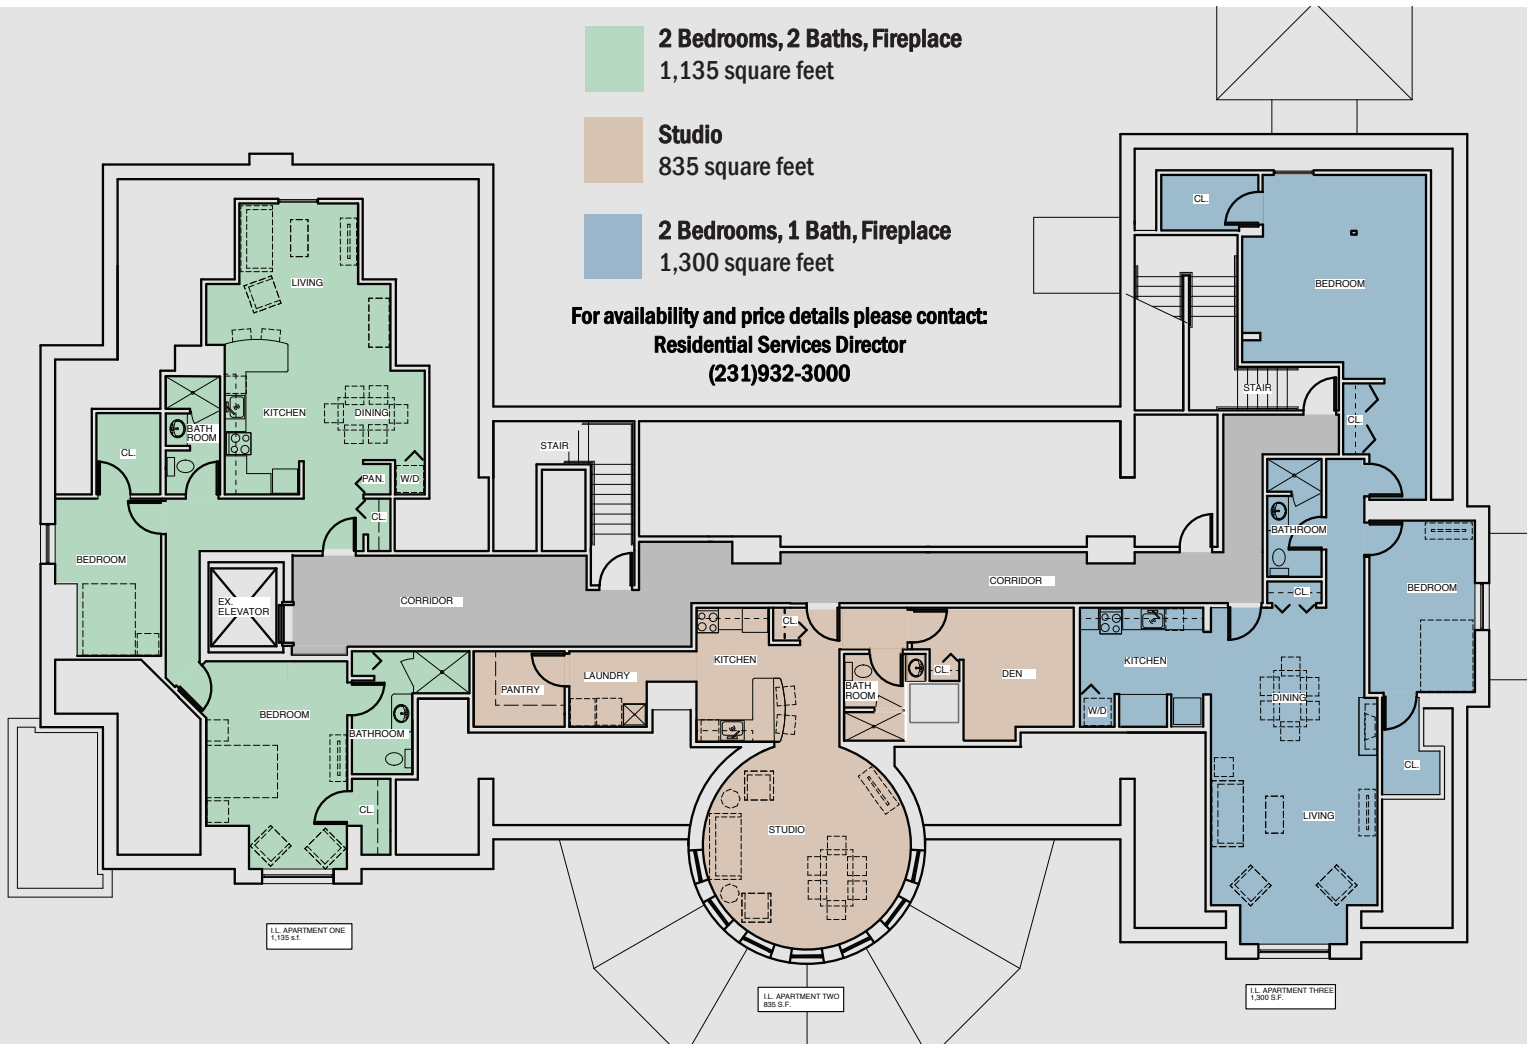 2 Bedrooms, 2 Baths, Fireplace
1,135 square feet
Studio
835 square feet
2 Bedrooms, 1 Bath, Fireplace
1,300 square feet
For availability and price details please contact:
Residential Services Director
(231)932-3000
LIVING
KITCHEN
DINING
BATH
ROOM
CL.
PAN.
W/D
CL.
BEDROOM
EX.
ELEVATOR
BEDROOM
BATHROOM
CL.
STAIR
CORRIDOR
CORRIDOR
PANTRY
LAUNDRY
KITCHEN
CL.
BATH
ROOM
CL.
DEN
STUDIO
CL.
BEDROOM
STAIR
CL.
BATHROOM
CL.
BEDROOM
KITCHEN
W/D
DINING
CL.
LIVING
I.L. APARTMENT ONE
1,135 s.f.
I.L. APARTMENT TWO
835 S.F.
I.L. APARTMENT THREE
1,300 S.F.